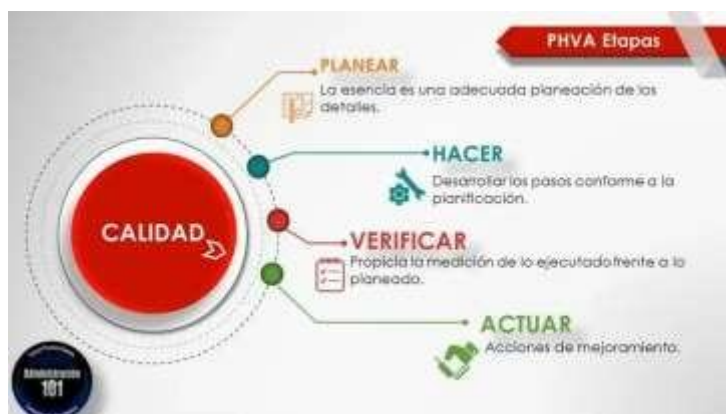 PHVA Etapas
PLANEAR
La esencia es una adecuada planeación de los
detalles.
HACER
Desarrollar los pasos conforme a la
planificación.
CALIDAD
VERIFICAR
Propicia la medición de lo ejecutado frente a lo
planeado.
ACTUAR
Acciones de mejoramiento.
Administración
101